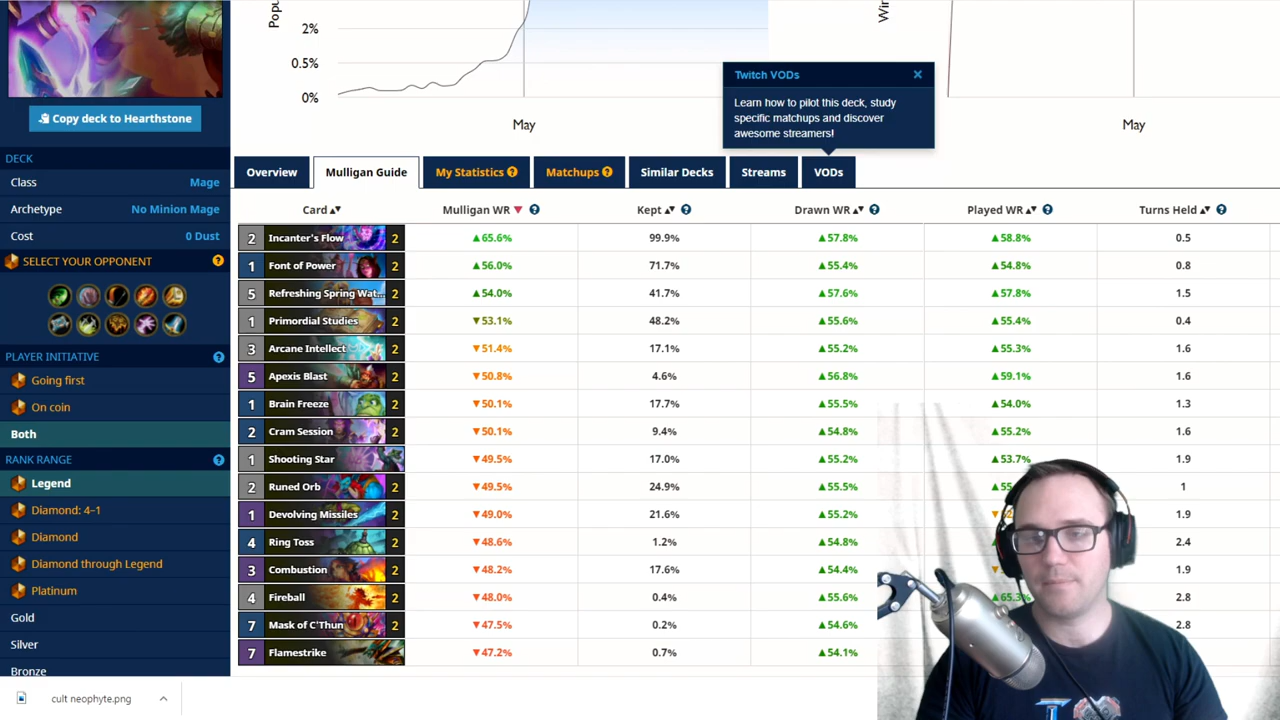 Popu
2%
0.5%
0%
May
Win
May
Twitch VODs ×
Learn how to pilot this deck, study
specific matchups and discover
awesome streamers!
Copy deck to Hearthstone
DECK
Class Mage
Archetype No Minion Mage
Cost 0 Dust
SELECT YOUR OPPONENT ?
PLAYER INITIATIVE ?
Going first
On coin
Both
RANK RANGE ?
Legend
Diamond: 4–1
Diamond
Diamond through Legend
Platinum
Gold
Silver
Bronze
Overview Mulligan Guide My Statistics ? Matchups ? Similar Decks Streams VODs
Card ▲▼ Mulligan WR ▼ ? Kept ▲▼ ? Drawn WR ▲▼ ? Played WR ▲▼ ? Turns Held ▲▼ ?
2 Incanter's Flow 2 ▲65.6% 99.9% ▲57.8% ▲58.8% 0.5
1 Font of Power 2 ▲56.0% 71.7% ▲55.4% ▲54.8% 0.8
5 Refreshing Spring Wat... 2 ▲54.0% 41.7% ▲57.6% ▲57.8% 1.5
1 Primordial Studies 2 ▼53.1% 48.2% ▲55.6% ▲55.4% 0.4
3 Arcane Intellect 2 ▼51.4% 17.1% ▲55.2% ▲55.3% 1.6
5 Apexis Blast 2 ▼50.8% 4.6% ▲56.8% ▲59.1% 1.6
1 Brain Freeze 2 ▼50.1% 17.7% ▲55.5% ▲54.0% 1.3
2 Cram Session 2 ▼50.1% 9.4% ▲54.8% ▲55.2% 1.6
1 Shooting Star 2 ▼49.5% 17.0% ▲55.2% ▲53.7% 1.9
2 Runed Orb 2 ▼49.5% 24.9% ▲55.5% ▲55 1
1 Devolving Missiles 2 ▼49.0% 21.6% ▲55.2% ▼ 1.9
4 Ring Toss 2 ▼48.6% 1.2% ▲54.8% 2.4
3 Combustion 2 ▼48.2% 17.6% ▲54.4% ▼ 1.9
4 Fireball 2 ▼48.0% 0.4% ▲55.6% ▲65.3% 2.8
7 Mask of C'Thun 2 ▼47.5% 0.2% ▲54.6% 2.8
7 Flamestrike 2 ▼47.2% 0.7% ▲54.1%
cult neophyte.png